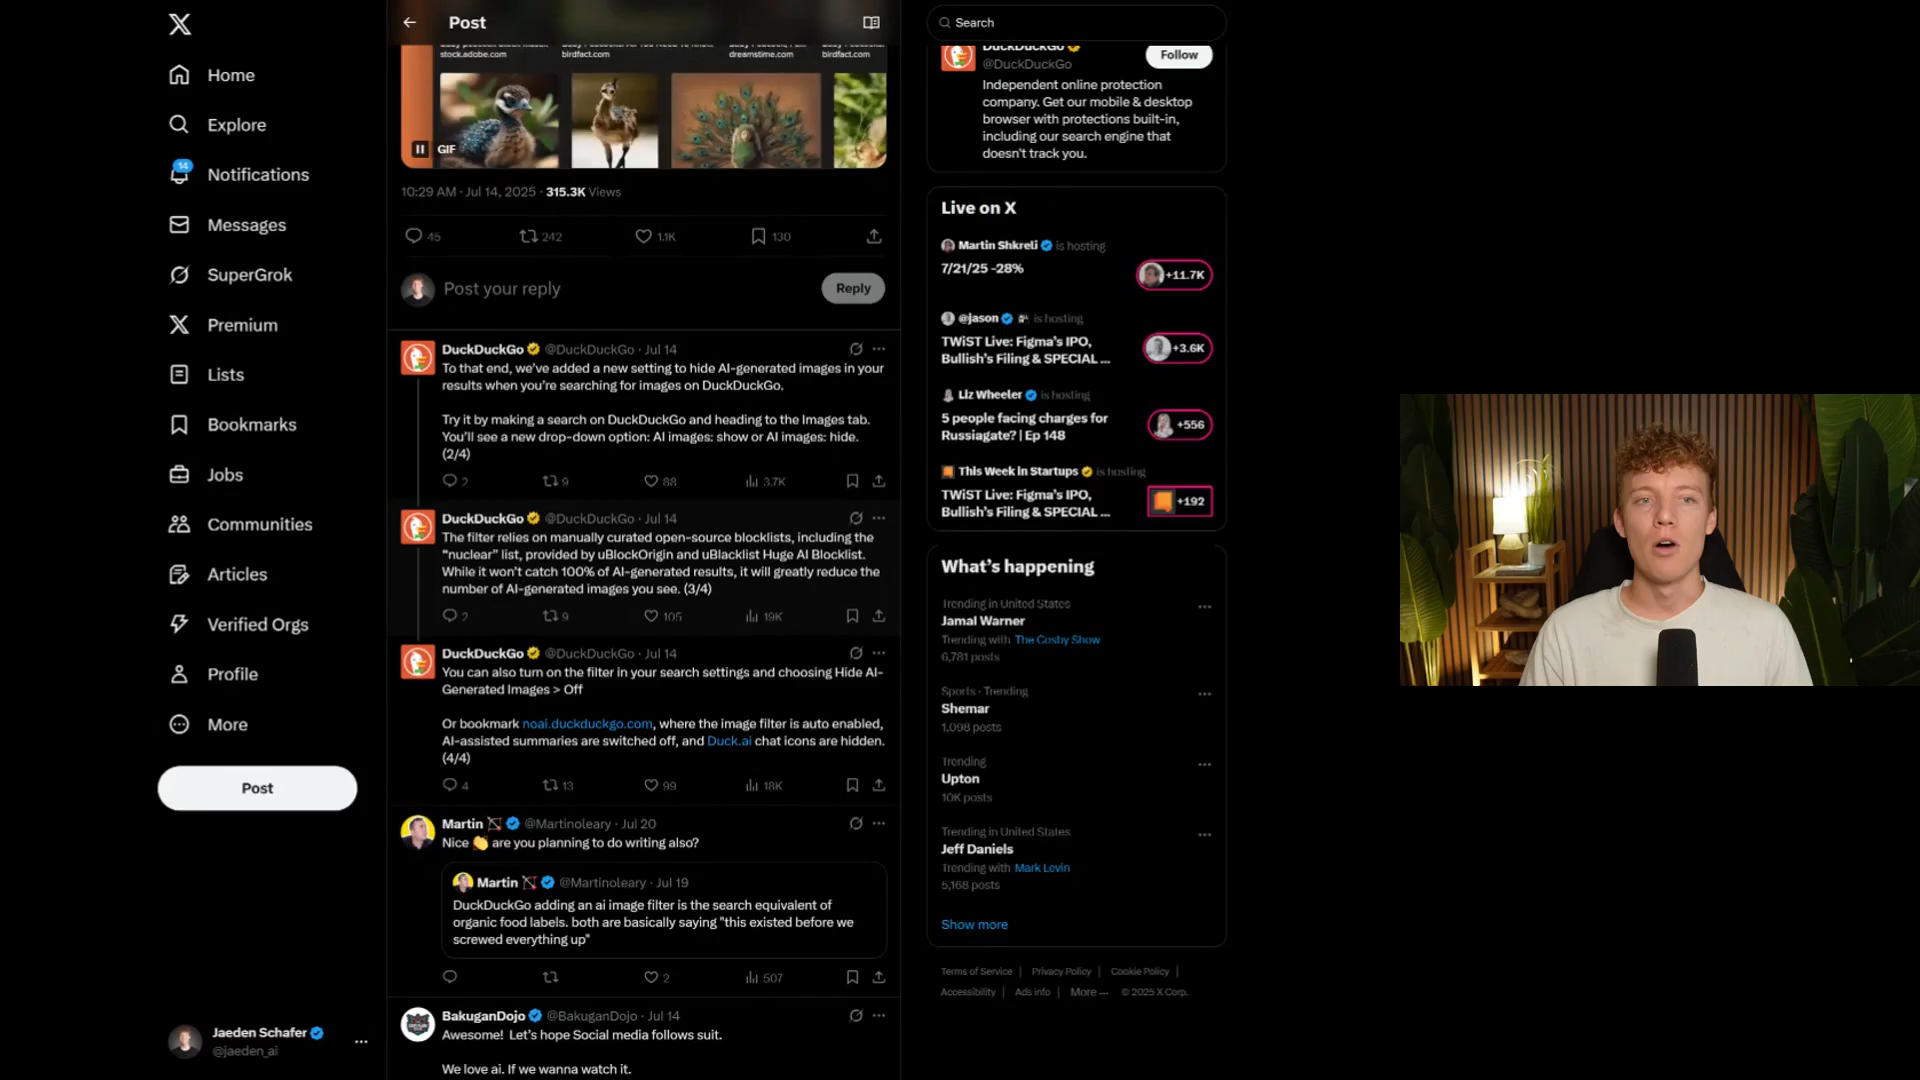 Home
Explore
14
Notifications
Messages
SuperGrok
Premium
Lists
Bookmarks
Jobs
Communities
Articles
Verified Orgs
Profile
More
Post
Jaeden Schafer
@jaeden_ai
Post
stock.adobe.com
birdfact.com
dreamstime.com
birdfact.com
GIF
10:29 AM · Jul 14, 2025 · 315.3K Views
45
242
1.1K
130
Post your reply
Reply
DuckDuckGo @DuckDuckGo · Jul 14
To that end, we've added a new setting to hide AI-generated images in your
results when you're searching for images on DuckDuckGo.
Try it by making a search on DuckDuckGo and heading to the Images tab.
You'll see a new drop-down option: AI images: show or AI images: hide.
(2/4)
2
9
88
3.7K
DuckDuckGo @DuckDuckGo · Jul 14
The filter relies on manually curated open-source blocklists, including the
“nuclear” list, provided by uBlockOrigin and uBlacklist Huge AI Blocklist.
While it won't catch 100% of AI-generated results, it will greatly reduce the
number of AI-generated images you see. (3/4)
2
9
105
19K
DuckDuckGo @DuckDuckGo · Jul 14
You can also turn on the filter in your search settings and choosing Hide AI-
Generated Images > Off
Or bookmark noai.duckduckgo.com, where the image filter is auto enabled,
AI-assisted summaries are switched off, and Duck.ai chat icons are hidden.
(4/4)
4
13
99
18K
Martin @Martinoleary · Jul 20
Nice 👏 are you planning to do writing also?
Martin @Martinoleary · Jul 19
DuckDuckGo adding an ai image filter is the search equivalent of
organic food labels. both are basically saying "this existed before we
screwed everything up"
2
507
BakuganDojo @BakuganDojo · Jul 14
Awesome! Let's hope Social media follows suit.
We love ai. If we wanna watch it.
Search
DuckDuckGo
@DuckDuckGo
Follow
Independent online protection
company. Get our mobile & desktop
browser with protections built-in,
including our search engine that
doesn't track you.
Live on X
Martin Shkreli is hosting
7/21/25 -28%
+11.7K
@jason is hosting
TWiST Live: Figma's IPO,
Bullish's Filing & SPECIAL ...
+3.6K
Liz Wheeler is hosting
5 people facing charges for
Russiagate? | Ep 148
+556
This Week in Startups is hosting
TWiST Live: Figma's IPO,
Bullish's Filing & SPECIAL ...
+192
What's happening
Trending in United States
Jamal Warner
Trending with The Cosby Show
6,781 posts
Sports · Trending
Shemar
1,098 posts
Trending
Upton
10K posts
Trending in United States
Jeff Daniels
Trending with Mark Levin
5,168 posts
Show more
Terms of Service | Privacy Policy | Cookie Policy |
Accessibility | Ads info | More ... © 2025 X Corp.